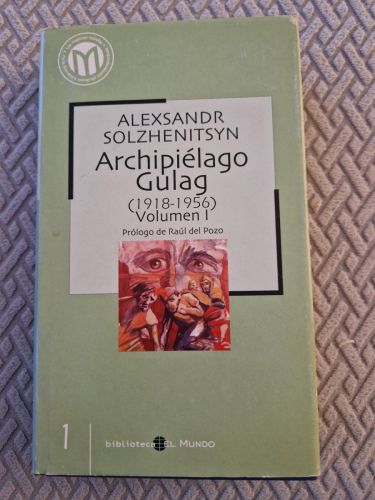 ALEXSANDR
SOLZHENITSYN
Archipiélago
Gulag
(1918-1956)
Volumen I
Prólogo de Raúl del Pozo
1
biblioteca EL MUNDO